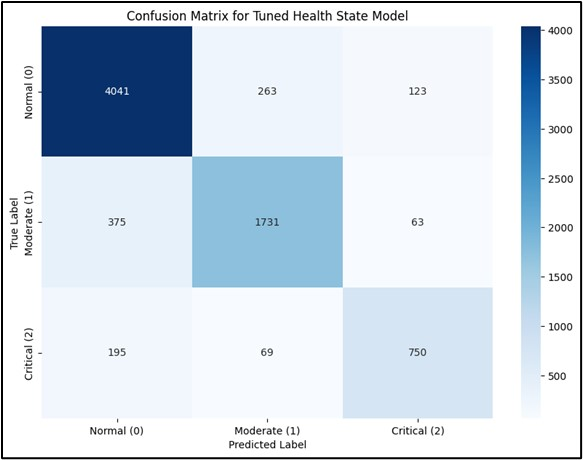 Confusion Matrix for Tuned Health State Model
True Label
Normal (0)
4041 263 123
Moderate (1)
375 1731 63
Critical (2)
195 69 750
Normal (0) Moderate (1) Critical (2)
Predicted Label
4000
3500
3000
2500
2000
1500
1000
500